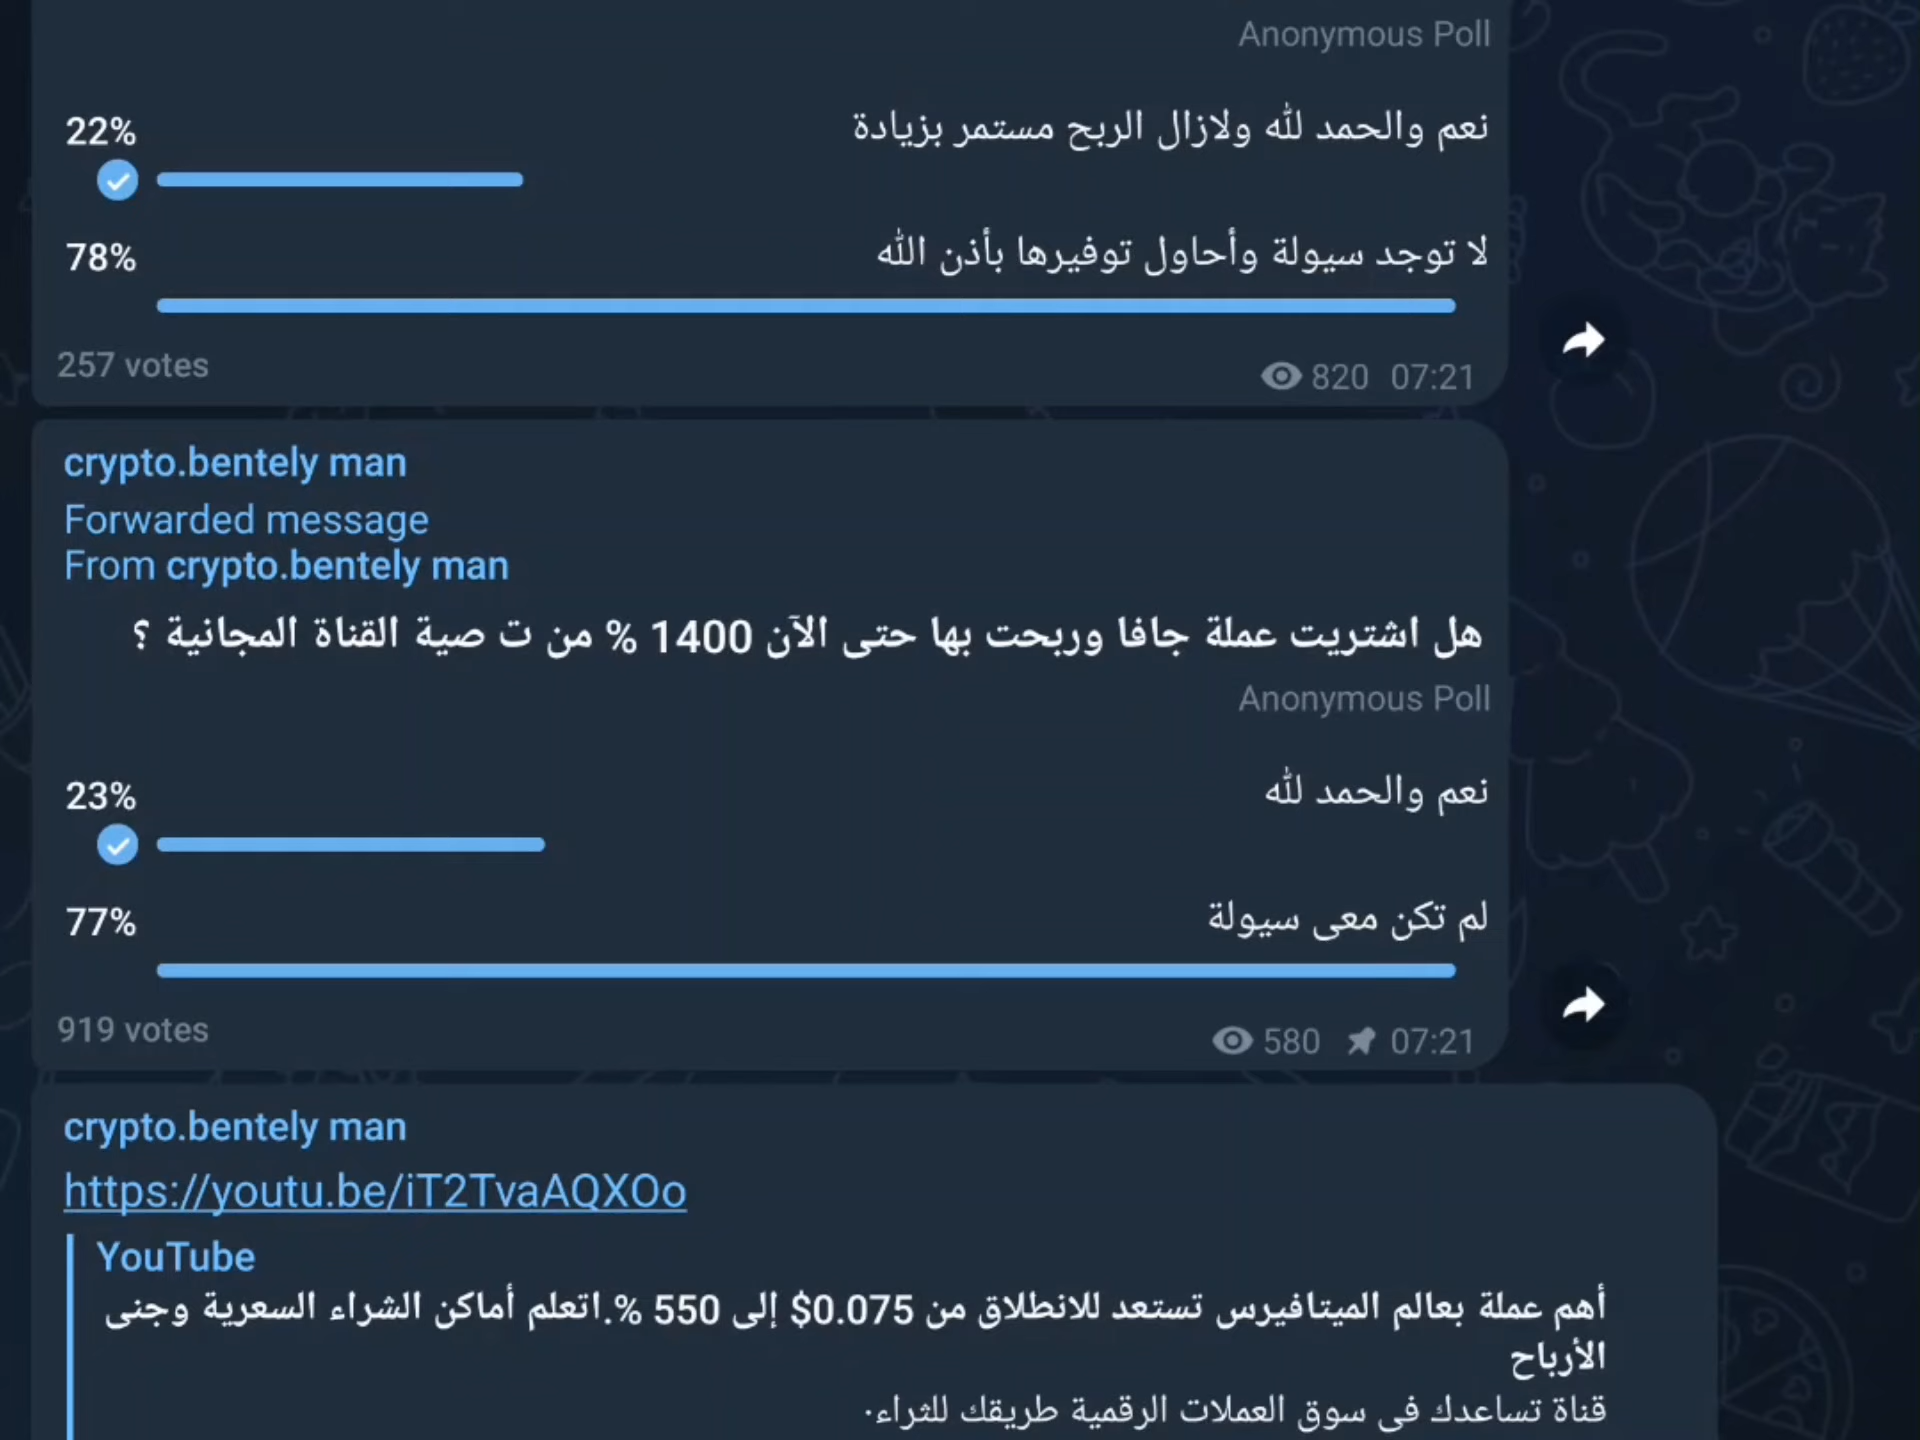 Anonymous Poll
22%
نعم والحمد لله ولازال الربح مستمر بزيادة
78%
لا توجد سيولة وأحاول توفيرها بأذن الله
257 votes
820 07:21
crypto.bentely man
Forwarded message
From crypto.bentely man
هل اشتريت عملة جافا وربحت بها حتى الآن 1400 % من ت صية القناة المجانية ؟
Anonymous Poll
23%
نعم والحمد لله
77%
لم تكن معى سيولة
919 votes
580 07:21
crypto.bentely man
https://youtu.be/iT2TvaAQXOo
YouTube
أهم عملة بعالم الميتافيرس تستعد للانطلاق من 0.075$ إلى 550 %.اتعلم أماكن الشراء السعرية وجنى
الأرباح
قناة تساعدك فى سوق العملات الرقمية طريقك للثراء.